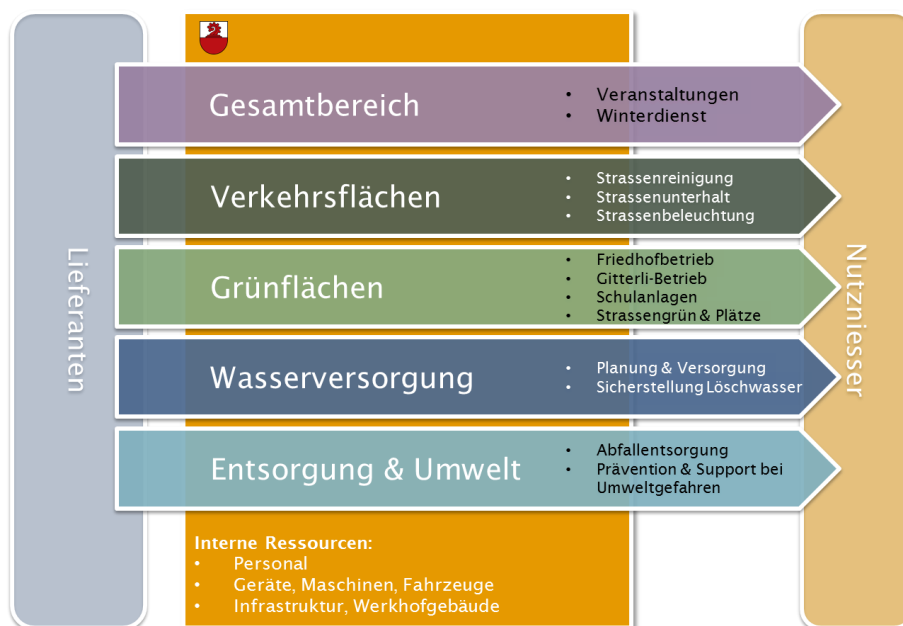 Lieferanten
Gesamtbereich
• Veranstaltungen
• Winterdienst
Verkehrsflächen
• Strassenreinigung
• Strassenunterhalt
• Strassenbeleuchtung
Grünflächen
• Friedhofbetrieb
• Gitterli-Betrieb
• Schulanlagen
• Strassengrün & Plätze
Wasserversorgung
• Planung & Versorgung
• Sicherstellung Löschwasser
Entsorgung & Umwelt
• Abfallentsorgung
• Prävention & Support bei
Umweltgefahren
Interne Ressourcen:
• Personal
• Geräte, Maschinen, Fahrzeuge
• Infrastruktur, Werkhofgebäude
Nutzniesser